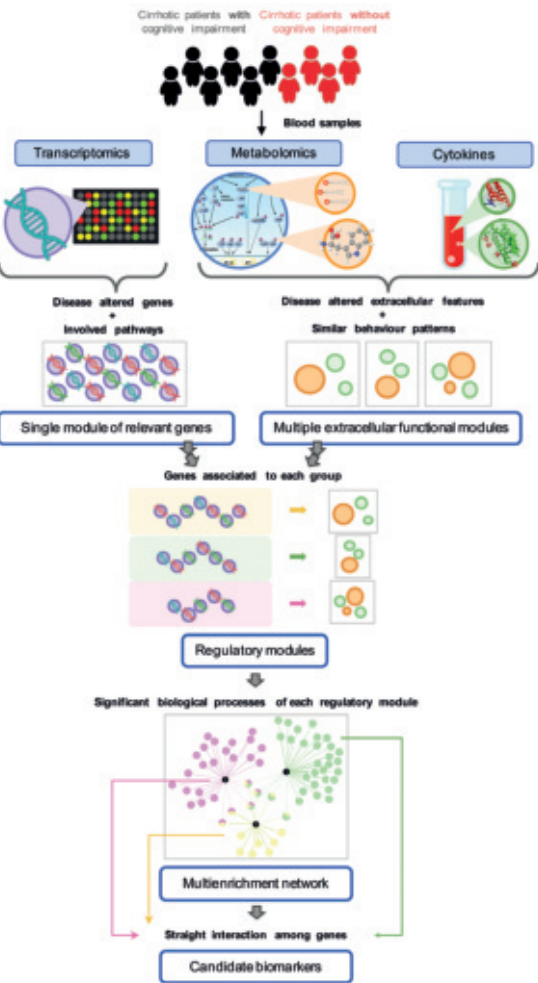 Cirrhotic patients with
cognitive impairment
Cirrhotic patients without
cognitive impairment
Blood samples
Transcriptomics
Metabolomics
Cytokines
Disease altered genes
+
Involved pathways
Disease altered extracellular features
+
Similar behaviour patterns
Single module of relevant genes
Multiple extracellular functional modules
Genes associated to each group
Regulatory modules
Significant biological processes of each regulatory module
Multienrichment network
Straight interaction among genes
Candidate biomarkers